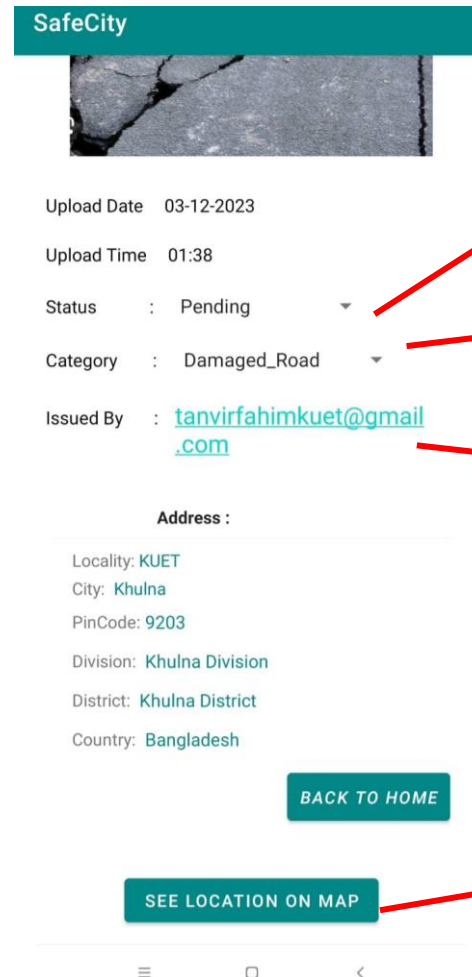 SafeCity
Upload Date 03-12-2023
Upload Time 01:38
Status : Pending
Category : Damaged_Road
Issued By : tanvirfahimkuet@gmail
.com
Address :
Locality: KUET
City: Khulna
PinCode: 9203
Division: Khulna Division
District: Khulna District
Country: Bangladesh
BACK TO HOME
SEE LOCATION ON MAP